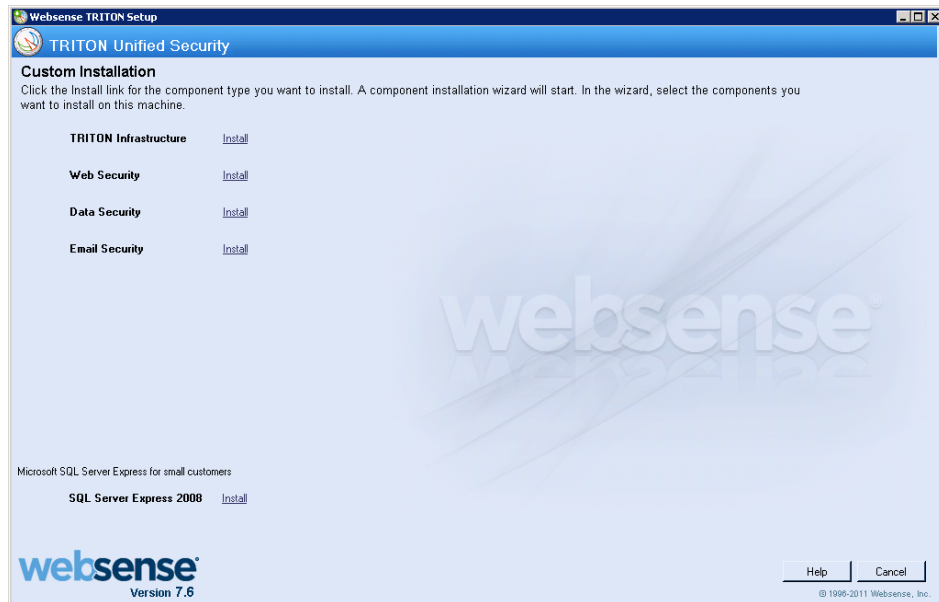 Websense TRITON Setup
TRITON Unified Security
Custom Installation
Click the Install link for the component type you want to install. A component installation wizard will start. In the wizard, select the components you
want to install on this machine.
TRITON Infrastructure Install
Web Security Install
Data Security Install
Email Security Install
websense®
Microsoft SQL Server Express for small customers
SQL Server Express 2008 Install
websense®
Version 7.6
Help Cancel
© 1996-2011 Websense, Inc.